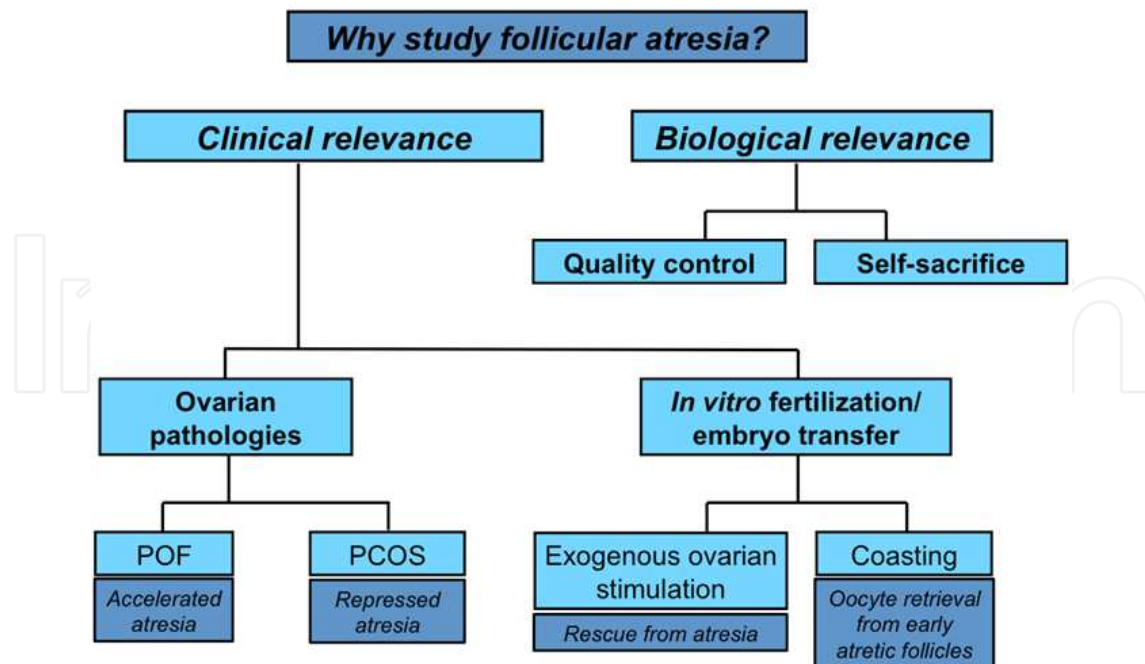 Why study follicular atresia?
Clinical relevance
Biological relevance
Quality control
Self-sacrifice
Ovarian
pathologies
In vitro fertilization/
embryo transfer
POF
Accelerated
atresia
PCOS
Repressed
atresia
Exogenous ovarian
stimulation
Rescue from atresia
Coasting
Oocyte retrieval
from early
atretic follicles